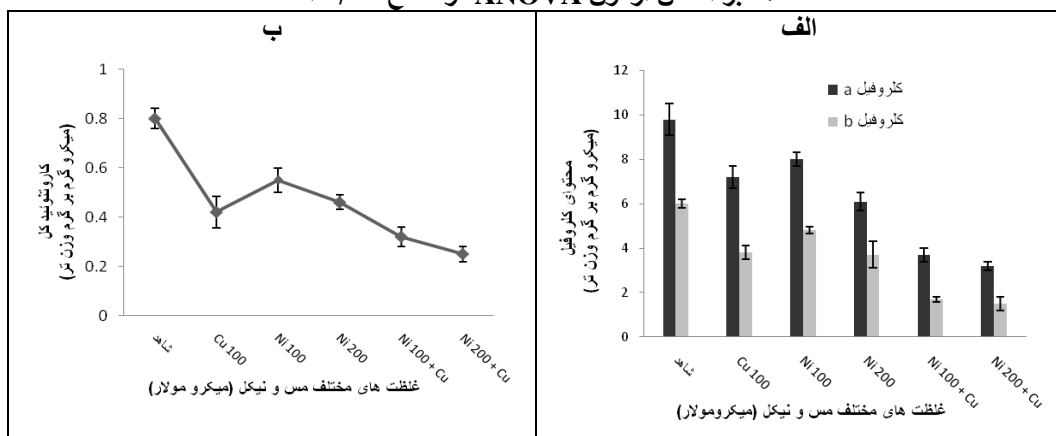 الف
12
10
8
6
4
2
0
کلروفیل a
کلروفیل b
محتوای کلروفیل
(میکرو گرم بر گرم وزن تر)
شاهد
Cu 100
Ni 100
Ni 200
Ni 100 + Cu
Ni 200 + Cu
غلظت های مختلف مس و نیکل (میکرومولار)
ب
1
0.8
0.6
0.4
0.2
0
کاروتنوئید کل
(میکرو گرم بر گرم وزن تر)
شاهد
Cu 100
Ni 100
Ni 200
Ni 100 + Cu
Ni 200 + Cu
غلظت های مختلف مس و نیکل (میکرو مولار)